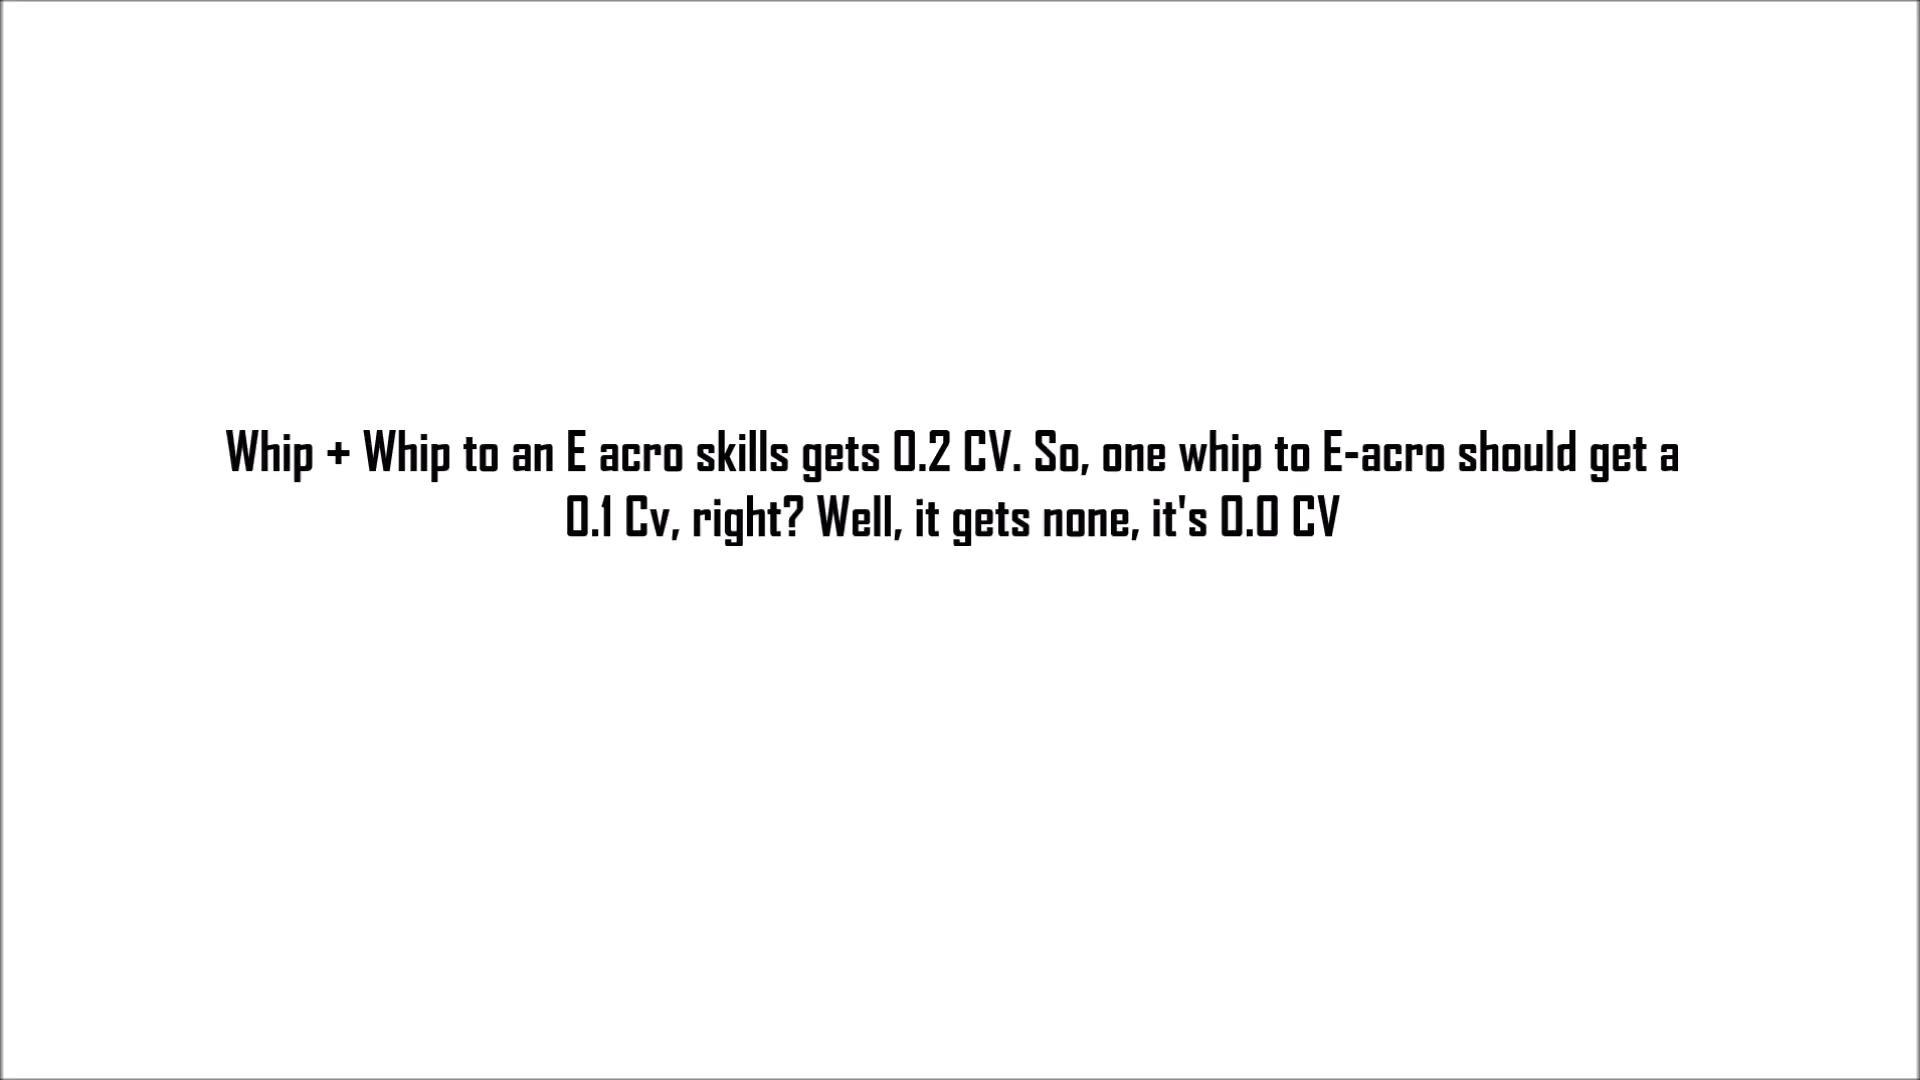 Whip + Whip to an E acro skills gets 0.2 CV. So, one whip to E-acro should get a
0.1 Cv, right? Well, it gets none, it's 0.0 CV